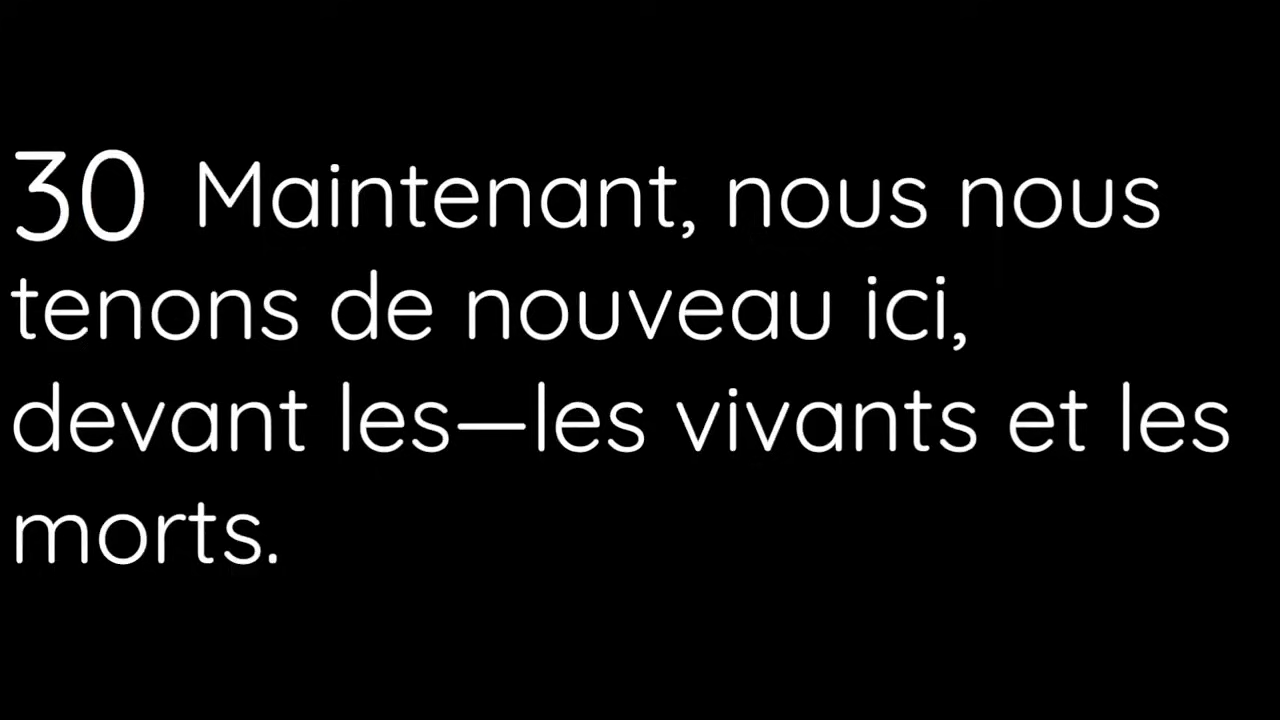 30 Maintenant, nous nous
tenons de nouveau ici,
devant les—les vivants et les
morts.